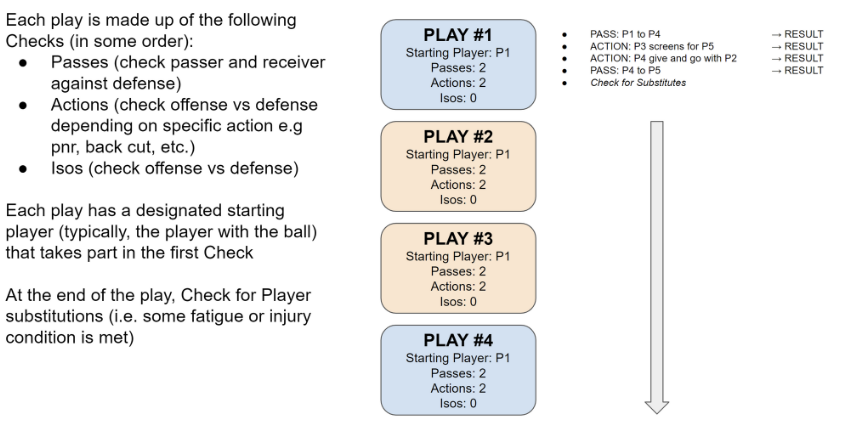 Each play is made up of the following
Checks (in some order):
● Passes (check passer and receiver
against defense)
● Actions (check offense vs defense
depending on specific action e.g
pnr, back cut, etc.)
● Isos (check offense vs defense)
Each play has a designated starting
player (typically, the player with the ball)
that takes part in the first Check
At the end of the play, Check for Player
substitutions (i.e. some fatigue or injury
condition is met)
PLAY #1
Starting Player: P1
Passes: 2
Actions: 2
Isos: 0
PLAY #2
Starting Player: P1
Passes: 2
Actions: 2
Isos: 0
PLAY #3
Starting Player: P1
Passes: 2
Actions: 2
Isos: 0
PLAY #4
Starting Player: P1
Passes: 2
Actions: 2
Isos: 0
● PASS: P1 to P4 → RESULT
● ACTION: P3 screens for P5 → RESULT
● ACTION: P4 give and go with P2 → RESULT
● PASS: P4 to P5 → RESULT
● Check for Substitutes